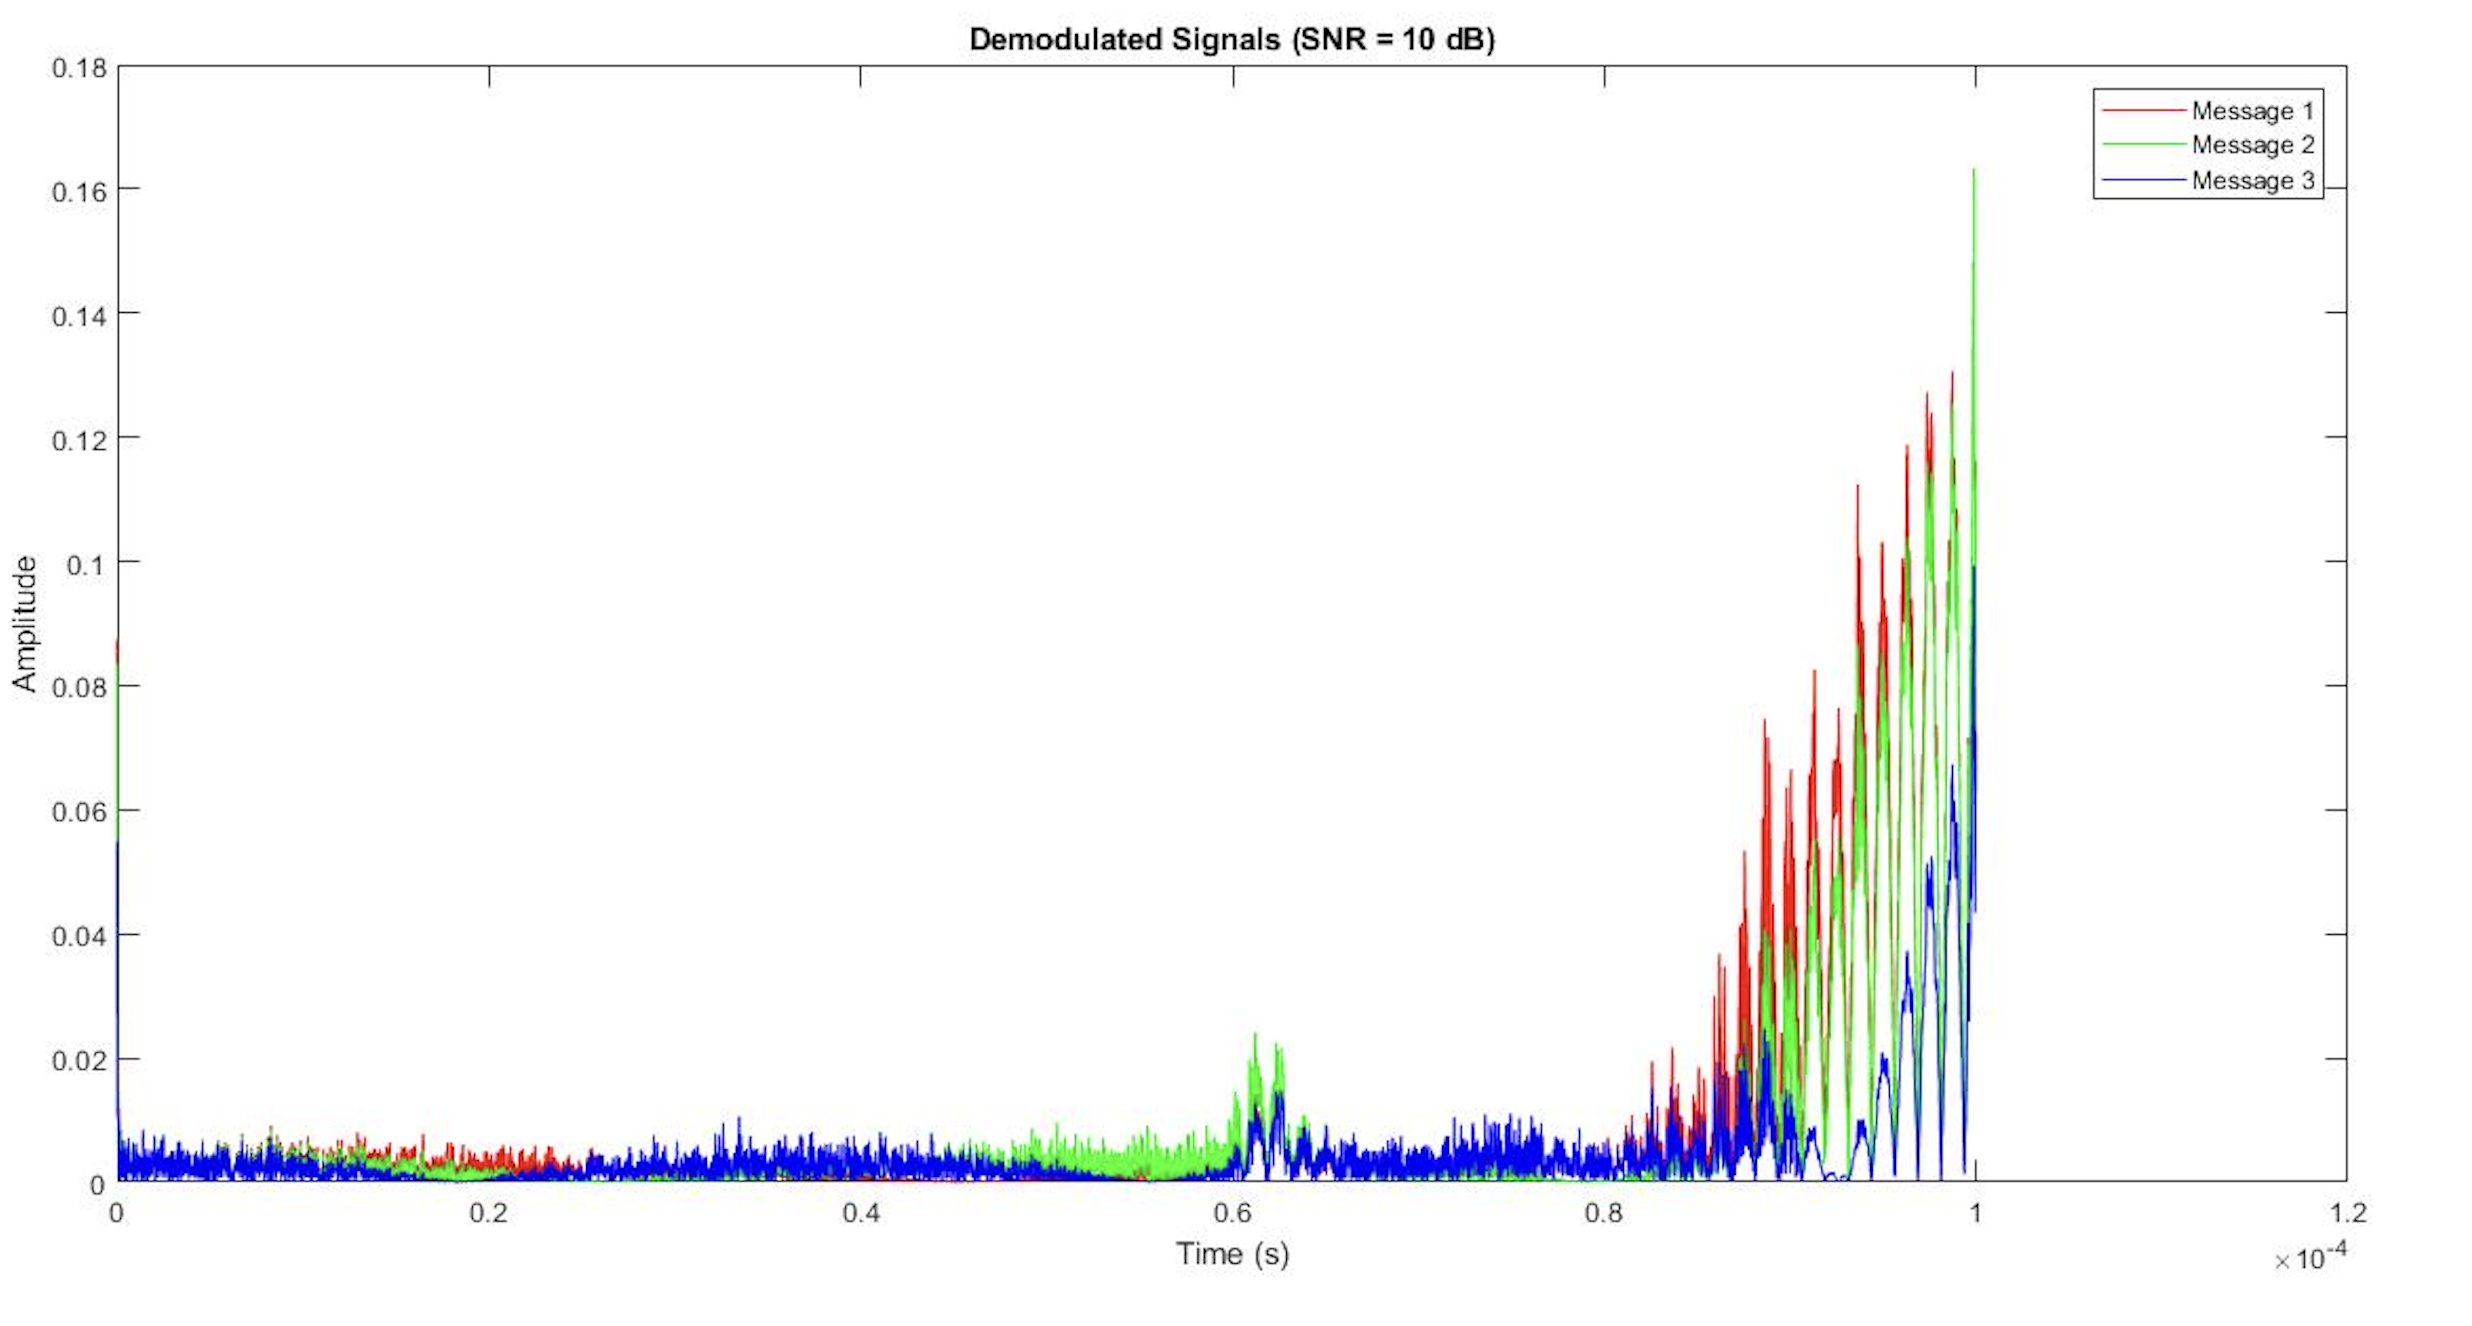 Demodulated Signals (SNR = 10 dB)
0.18
0.16
0.14
0.12
0.1
0.08
0.06
0.04
0.02
0
Amplitude
Message 1
Message 2
Message 3
0 0.2 0.4 0.6 0.8 1 1.2
Time (s)
×10⁻⁴